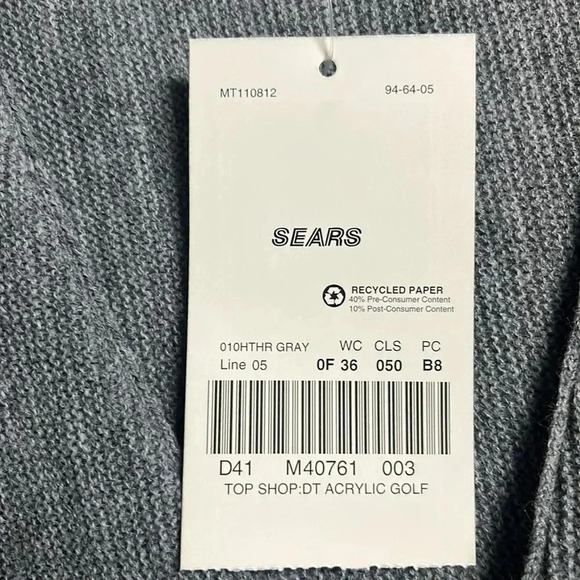 MT110812 94-64-05
SEARS
RECYCLED PAPER
40% Pre-Consumer Content
10% Post-Consumer Content
010HTHR GRAY WC CLS PC
Line 05 0F 36 050 B8
D41 M40761 003
TOP SHOP:DT ACRYLIC GOLF